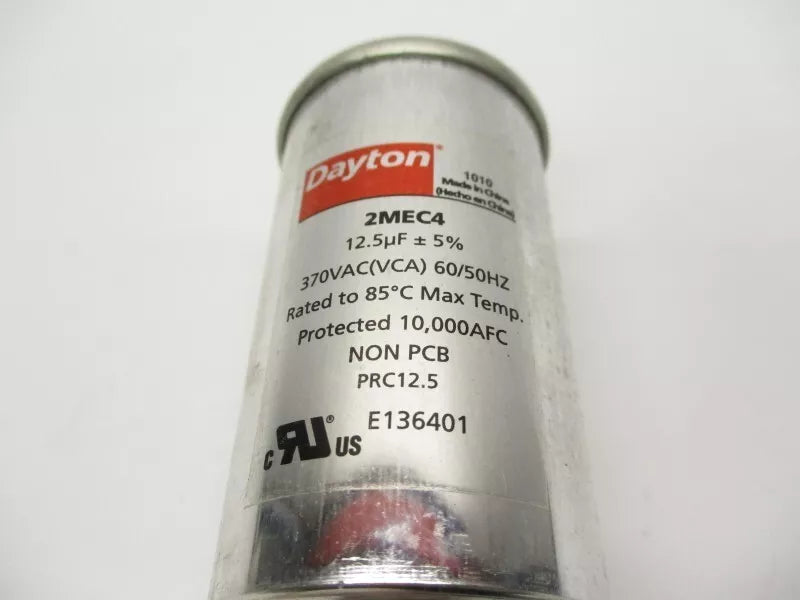 Dayton®
1010
Made in China
(Hecho en China)
2MEC4
12.5µF ± 5%
370VAC(VCA) 60/50HZ
Rated to 85°C Max Temp.
Protected 10,000AFC
NON PCB
PRC12.5
c RU® US E136401